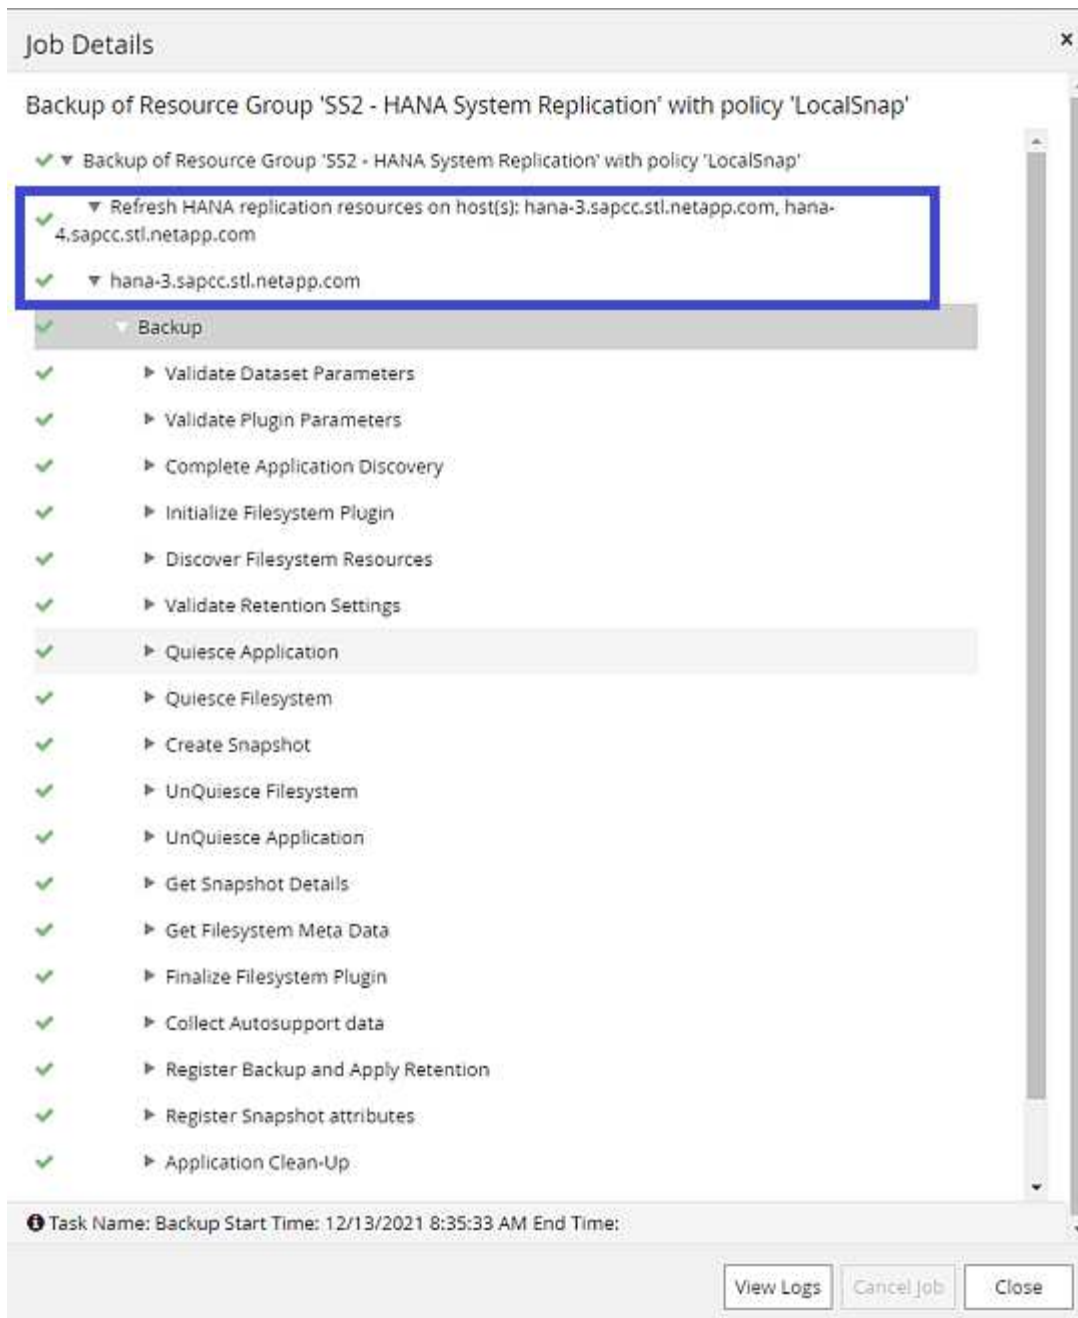 Job Details
Backup of Resource Group 'SS2 - HANA System Replication' with policy 'LocalSnap'
Backup of Resource Group 'SS2 - HANA System Replication' with policy 'LocalSnap'
Refresh HANA replication resources on host(s): hana-3.sapcc.stl.netapp.com, hana-
4.sapcc.stl.netapp.com
hana-3.sapcc.stl.netapp.com
Backup
Validate Dataset Parameters
Validate Plugin Parameters
Complete Application Discovery
Initialize Filesystem Plugin
Discover Filesystem Resources
Validate Retention Settings
Quiesce Application
Quiesce Filesystem
Create Snapshot
UnQuiesce Filesystem
UnQuiesce Application
Get Snapshot Details
Get Filesystem Meta Data
Finalize Filesystem Plugin
Collect Autosupport data
Register Backup and Apply Retention
Register Snapshot attributes
Application Clean-Up
Task Name: Backup Start Time: 12/13/2021 8:35:33 AM End Time:
View Logs Cancel Job Close